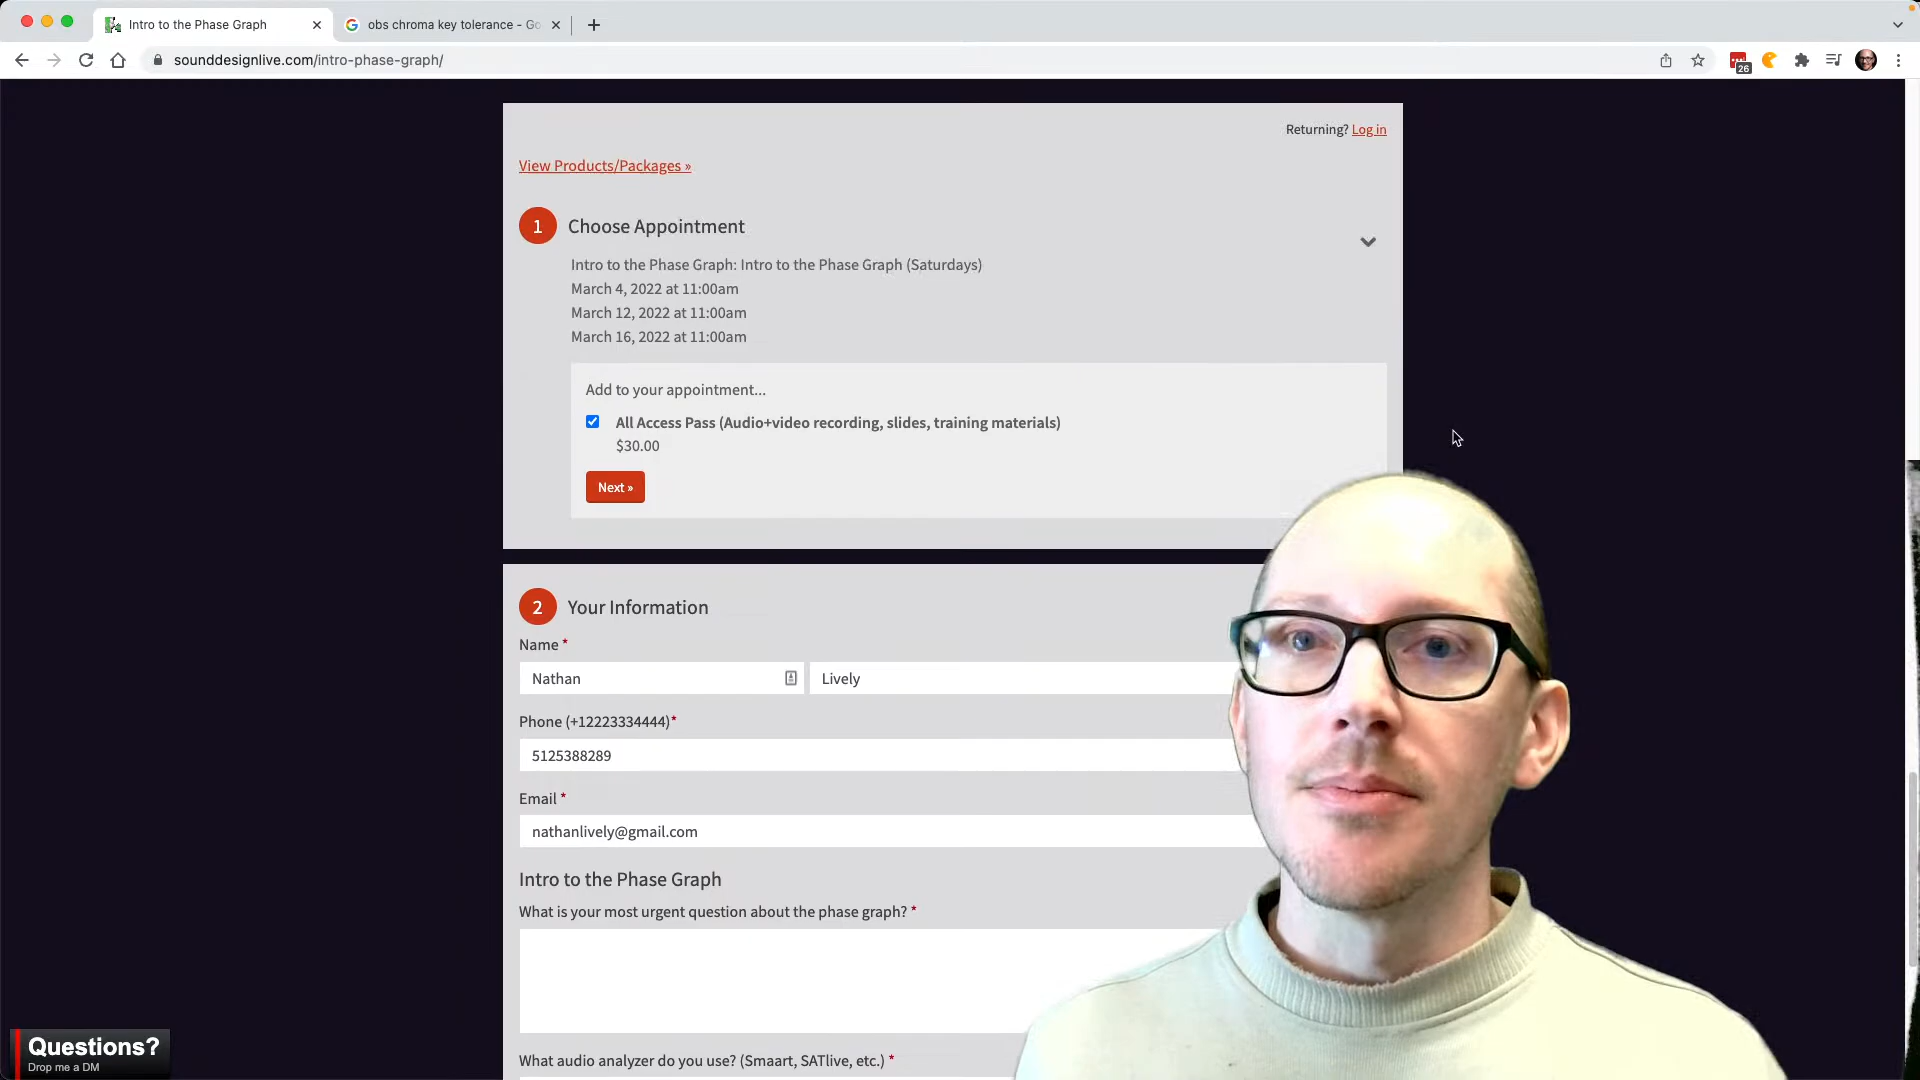 Intro to the Phase Graph
obs chroma key tolerance - Go
sounddesignlive.com/intro-phase-graph/
26
Returning? Log in
View Products/Packages »
1 Choose Appointment
Intro to the Phase Graph: Intro to the Phase Graph (Saturdays)
March 4, 2022 at 11:00am
March 12, 2022 at 11:00am
March 16, 2022 at 11:00am
Add to your appointment...
All Access Pass (Audio+video recording, slides, training materials)
$30.00
Next »
2 Your Information
Name *
Nathan Lively
Phone (+12223334444)*
5125388289
Email *
nathanlively@gmail.com
Intro to the Phase Graph
What is your most urgent question about the phase graph? *
What audio analyzer do you use? (Smaart, SATlive, etc.) *
Questions?
Drop me a DM